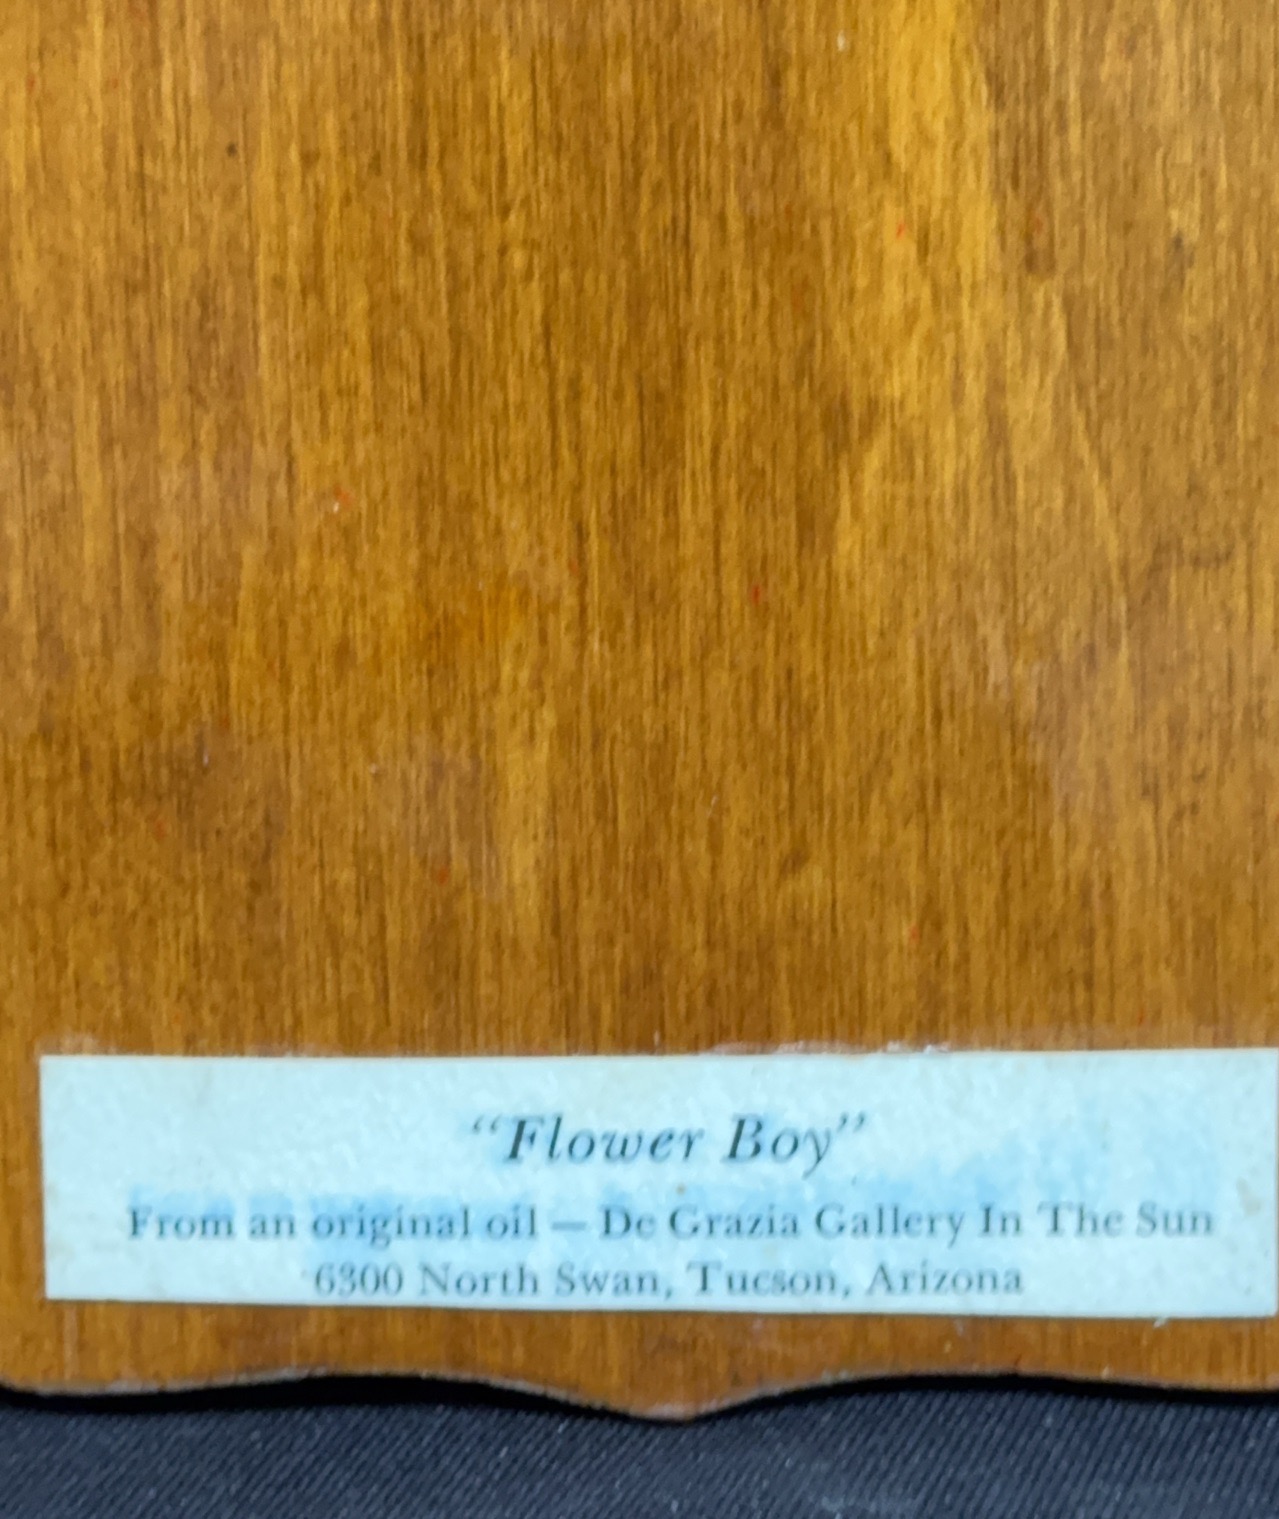 “Flower Boy”
From an original oil — De Grazia Gallery In The Sun
6300 North Swan, Tucson, Arizona